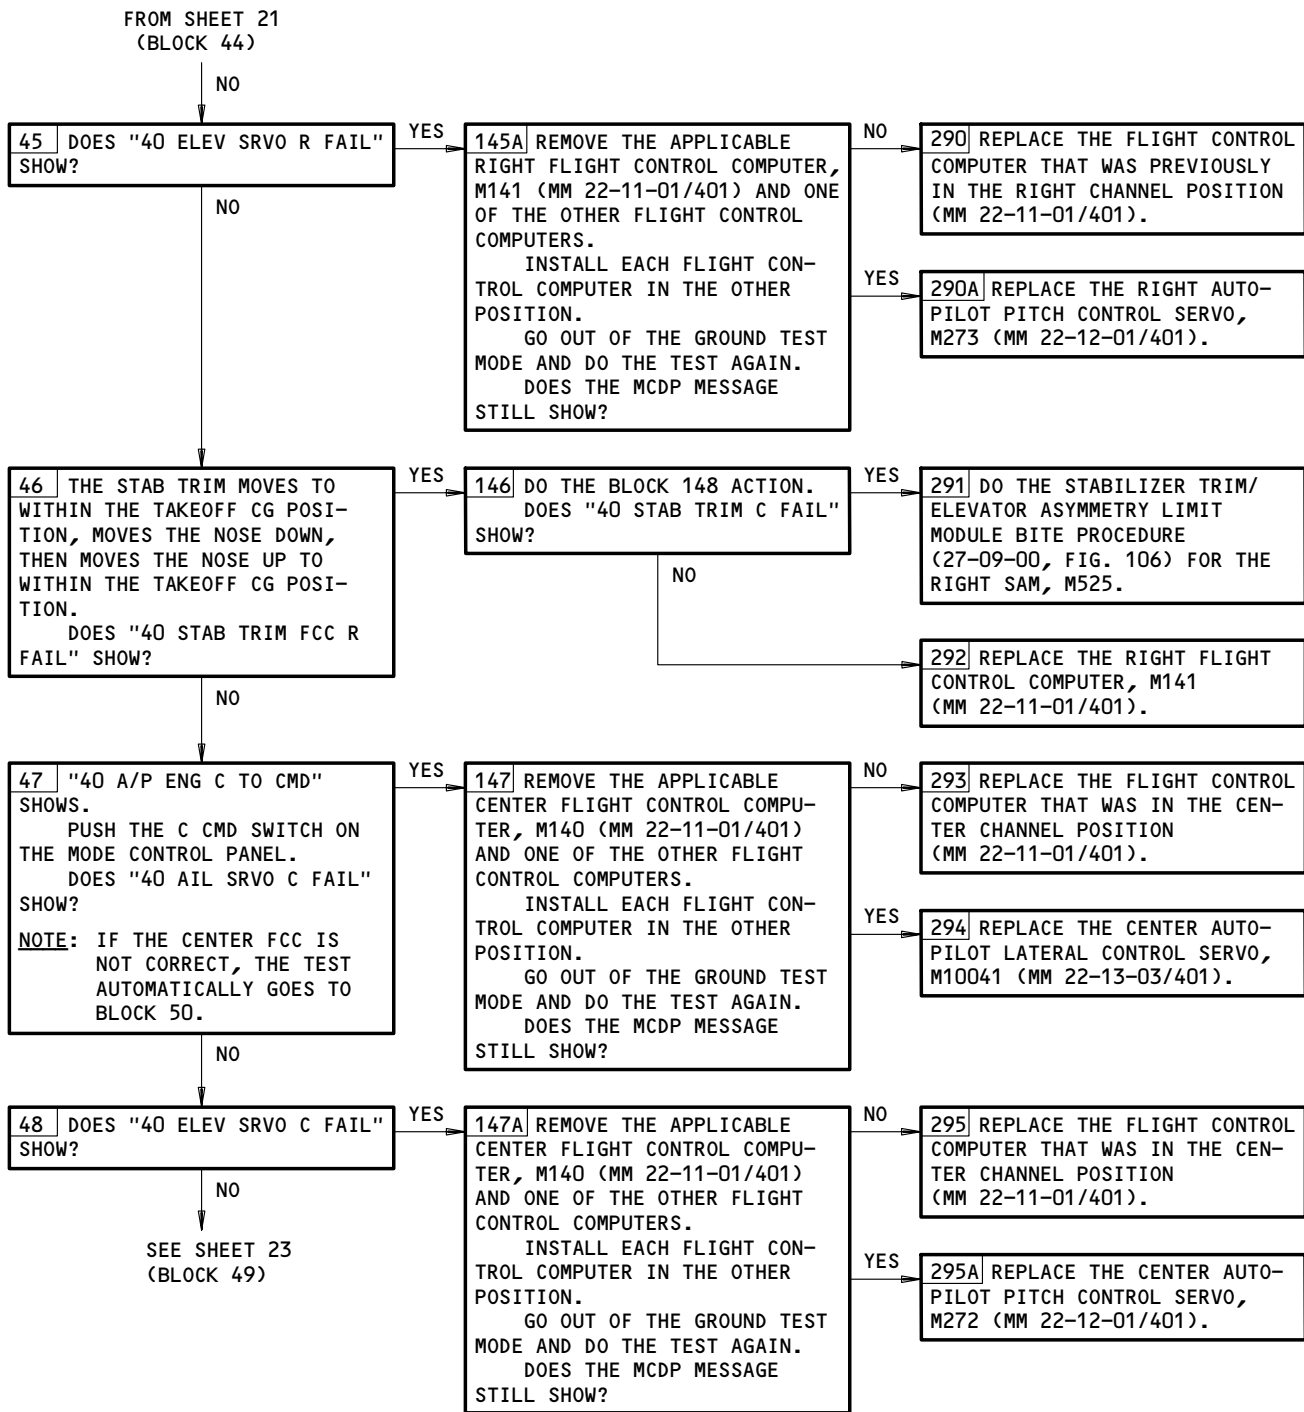 FROM SHEET 21
(BLOCK 44)
NO
45 DOES "40 ELEV SRVO R FAIL"
SHOW?
YES
NO
145A REMOVE THE APPLICABLE
RIGHT FLIGHT CONTROL COMPUTER,
M141 (MM 22-11-01/401) AND ONE
OF THE OTHER FLIGHT CONTROL
COMPUTERS.
INSTALL EACH FLIGHT CON-
TROL COMPUTER IN THE OTHER
POSITION.
GO OUT OF THE GROUND TEST
MODE AND DO THE TEST AGAIN.
DOES THE MCDP MESSAGE
STILL SHOW?
NO
290 REPLACE THE FLIGHT CONTROL
COMPUTER THAT WAS PREVIOUSLY
IN THE RIGHT CHANNEL POSITION
(MM 22-11-01/401).
YES
290A REPLACE THE RIGHT AUTO-
PILOT PITCH CONTROL SERVO,
M273 (MM 22-12-01/401).
46 THE STAB TRIM MOVES TO
WITHIN THE TAKEOFF CG POSI-
TION, MOVES THE NOSE DOWN,
THEN MOVES THE NOSE UP TO
WITHIN THE TAKEOFF CG POSI-
TION.
DOES "40 STAB TRIM FCC R
FAIL" SHOW?
YES
NO
146 DO THE BLOCK 148 ACTION.
DOES "40 STAB TRIM C FAIL"
SHOW?
YES
291 DO THE STABILIZER TRIM/
ELEVATOR ASYMMETRY LIMIT
MODULE BITE PROCEDURE
(27-09-00, FIG. 106) FOR THE
RIGHT SAM, M525.
NO
292 REPLACE THE RIGHT FLIGHT
CONTROL COMPUTER, M141
(MM 22-11-01/401).
47 "40 A/P ENG C TO CMD"
SHOWS.
PUSH THE C CMD SWITCH ON
THE MODE CONTROL PANEL.
DOES "40 AIL SRVO C FAIL"
SHOW?
NOTE: IF THE CENTER FCC IS
NOT CORRECT, THE TEST
AUTOMATICALLY GOES TO
BLOCK 50.
YES
NO
147 REMOVE THE APPLICABLE
CENTER FLIGHT CONTROL COMPU-
TER, M140 (MM 22-11-01/401)
AND ONE OF THE OTHER FLIGHT
CONTROL COMPUTERS.
INSTALL EACH FLIGHT CON-
TROL COMPUTER IN THE OTHER
POSITION.
GO OUT OF THE GROUND TEST
MODE AND DO THE TEST AGAIN.
DOES THE MCDP MESSAGE
STILL SHOW?
NO
293 REPLACE THE FLIGHT CONTROL
COMPUTER THAT WAS IN THE CEN-
TER CHANNEL POSITION
(MM 22-11-01/401).
YES
294 REPLACE THE CENTER AUTO-
PILOT LATERAL CONTROL SERVO,
M10041 (MM 22-13-03/401).
48 DOES "40 ELEV SRVO C FAIL"
SHOW?
YES
NO
SEE SHEET 23
(BLOCK 49)
147A REMOVE THE APPLICABLE
CENTER FLIGHT CONTROL COMPU-
TER, M140 (MM 22-11-01/401)
AND ONE OF THE OTHER FLIGHT
CONTROL COMPUTERS.
INSTALL EACH FLIGHT CON-
TROL COMPUTER IN THE OTHER
POSITION.
GO OUT OF THE GROUND TEST
MODE AND DO THE TEST AGAIN.
DOES THE MCDP MESSAGE
STILL SHOW?
NO
295 REPLACE THE FLIGHT CONTROL
COMPUTER THAT WAS IN THE CEN-
TER CHANNEL POSITION
(MM 22-11-01/401).
YES
295A REPLACE THE CENTER AUTO-
PILOT PITCH CONTROL SERVO,
M272 (MM 22-12-01/401).